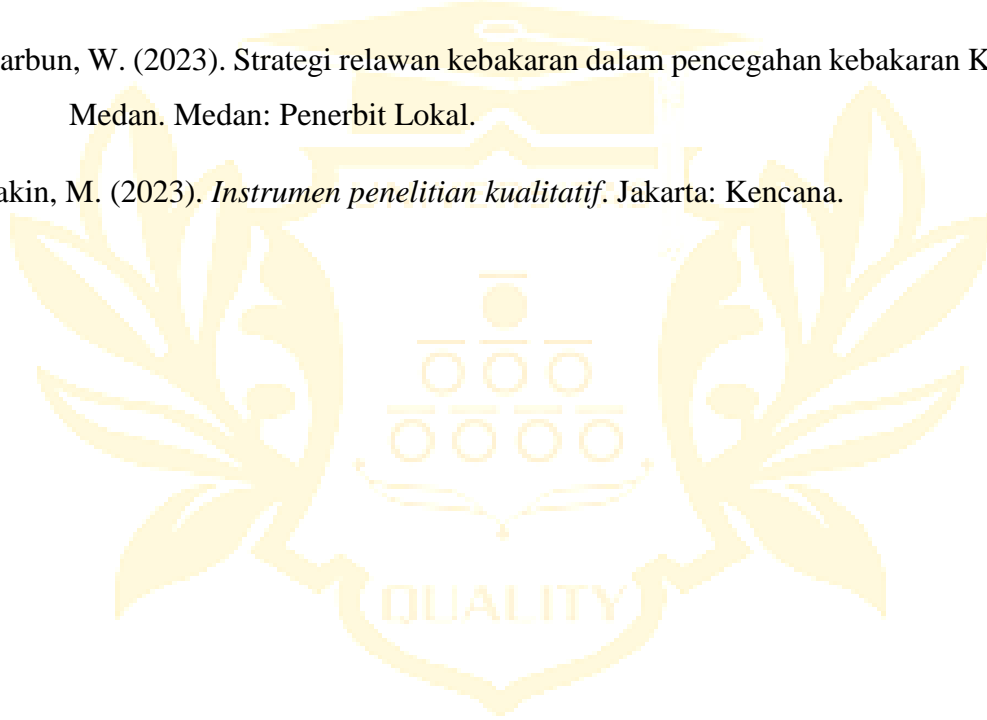 arbun, W. (2023). Strategi relawan kebakaran dalam pencegahan kebakaran K
Medan. Medan: Penerbit Lokal.
akin, M. (2023). Instrumen penelitian kualitatif. Jakarta: Kencana.
QUALITY